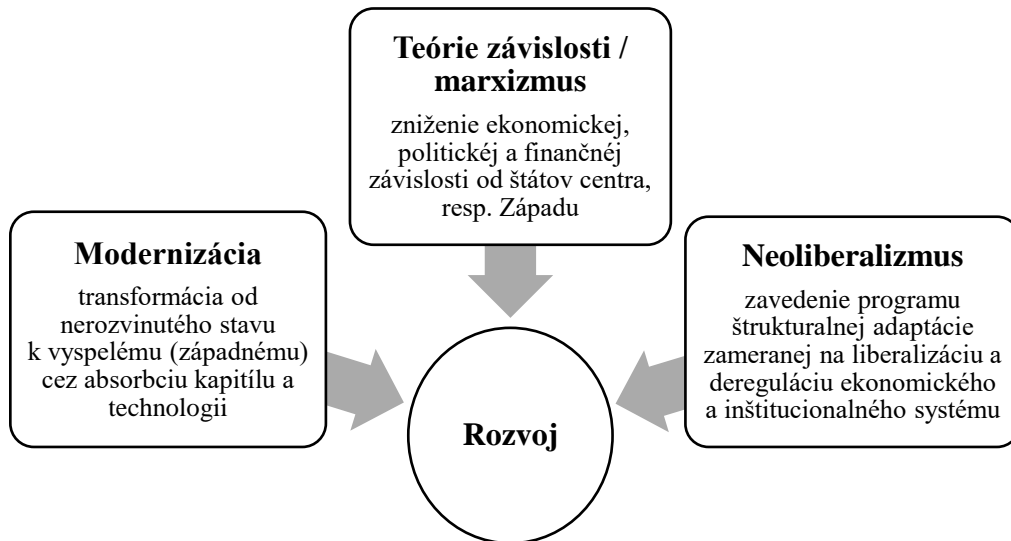 Teórie závislosti /
marxizmus
zniženie ekonomickej,
politickéj a finančnéj
závislosti od štátov centra,
resp. Západu
Modernizácia
transformácia od
nerozvinutého stavu
k vyspelému (západnému)
cez absorbciu kapitílu a
technologii
Neoliberalizmus
zavedenie programu
štrukturalnej adaptácie
zameranej na liberalizáciu a
dereguláciu ekonomického
a inštitucionalného systému
Rozvoj